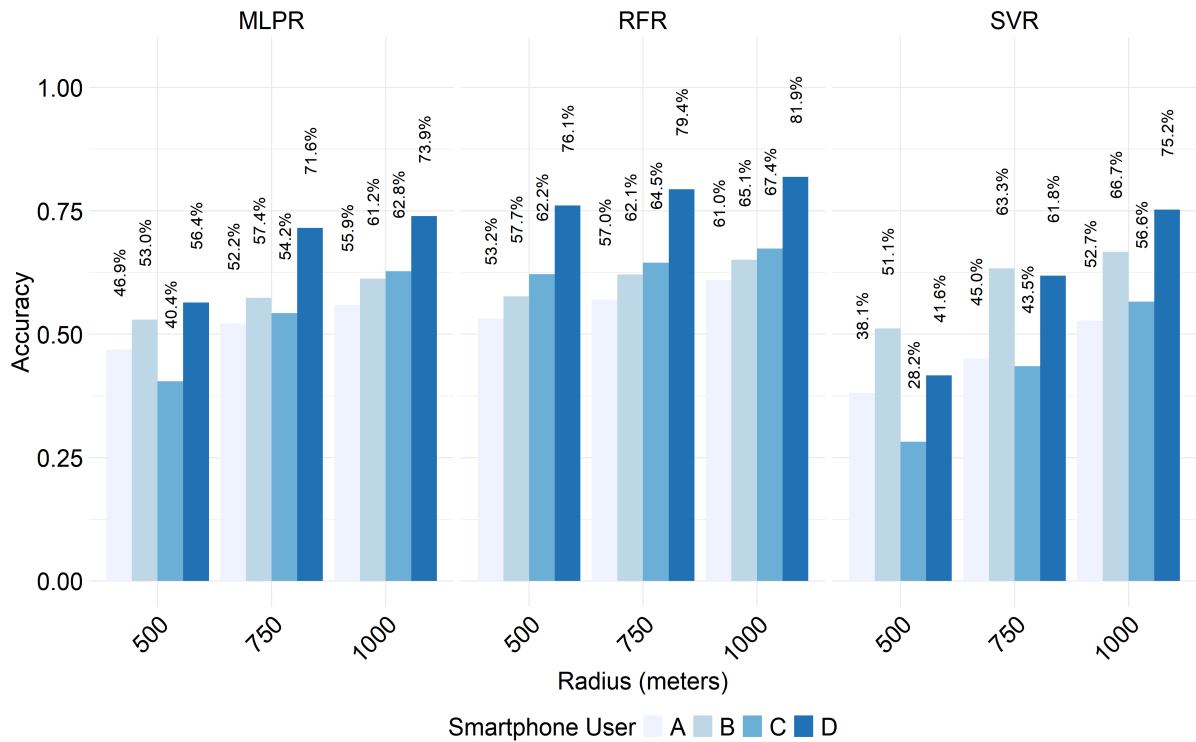 MLPR RFR SVR
Accuracy
1.00
0.75
0.50
0.25
0.00
46.9% 53.0% 40.4% 56.4% 52.2% 57.4% 54.2% 71.6% 55.9% 61.2% 62.8% 73.9%
53.2% 57.7% 62.2% 76.1% 57.0% 62.1% 64.5% 79.4% 61.0% 65.1% 67.4% 81.9%
38.1% 51.1% 28.2% 41.6% 45.0% 63.3% 43.5% 61.8% 52.7% 66.7% 56.6% 75.2%
500 750 1000 500 750 1000 500 750 1000
Radius (meters)
Smartphone User A B C D